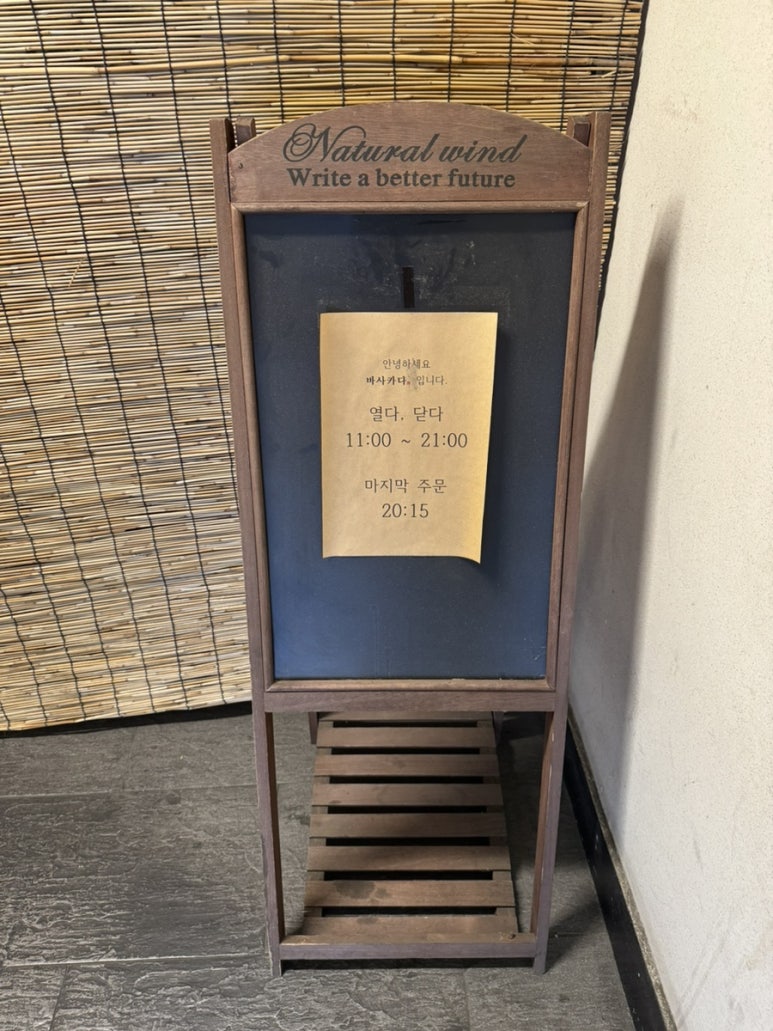 Natural wind
Write a better future
안녕하세요
바사카다。입니다.
열다, 닫다
11:00 ~ 21:00
마지막 주문
20:15